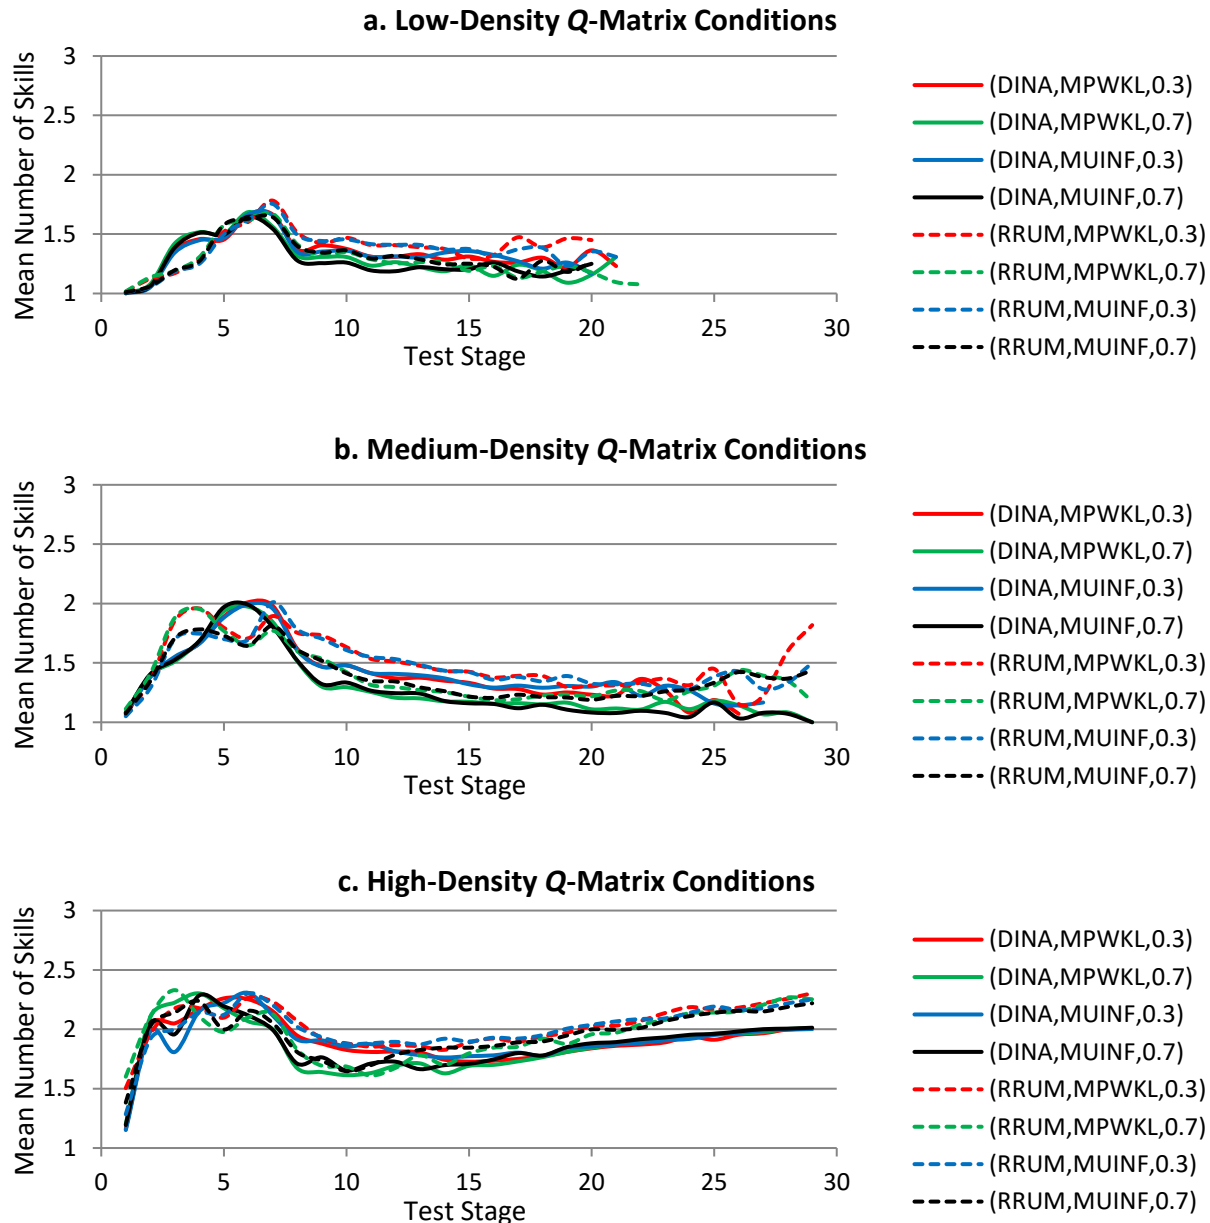 a. Low-Density Q-Matrix Conditions
Mean Number of Skills
3
2.5
2
1.5
1
0 5 10 15 20 25 30
Test Stage
(DINA,MPWKL,0.3)
(DINA,MPWKL,0.7)
(DINA,MUINF,0.3)
(DINA,MUINF,0.7)
(RRUM,MPWKL,0.3)
(RRUM,MPWKL,0.7)
(RRUM,MUINF,0.3)
(RRUM,MUINF,0.7)
b. Medium-Density Q-Matrix Conditions
Mean Number of Skills
3
2.5
2
1.5
1
0 5 10 15 20 25 30
Test Stage
(DINA,MPWKL,0.3)
(DINA,MPWKL,0.7)
(DINA,MUINF,0.3)
(DINA,MUINF,0.7)
(RRUM,MPWKL,0.3)
(RRUM,MPWKL,0.7)
(RRUM,MUINF,0.3)
(RRUM,MUINF,0.7)
c. High-Density Q-Matrix Conditions
Mean Number of Skills
3
2.5
2
1.5
1
0 5 10 15 20 25 30
Test Stage
(DINA,MPWKL,0.3)
(DINA,MPWKL,0.7)
(DINA,MUINF,0.3)
(DINA,MUINF,0.7)
(RRUM,MPWKL,0.3)
(RRUM,MPWKL,0.7)
(RRUM,MUINF,0.3)
(RRUM,MUINF,0.7)